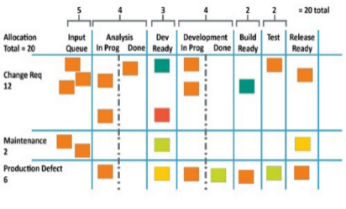 5 4 3 4 2 2 = 20 total
Allocation Input Analysis Dev Development Build Test Release
Total = 20 Queue In Prog Done Ready In Prog Done Ready Ready
Change Req
12
Maintenance
2
Production Defect
6